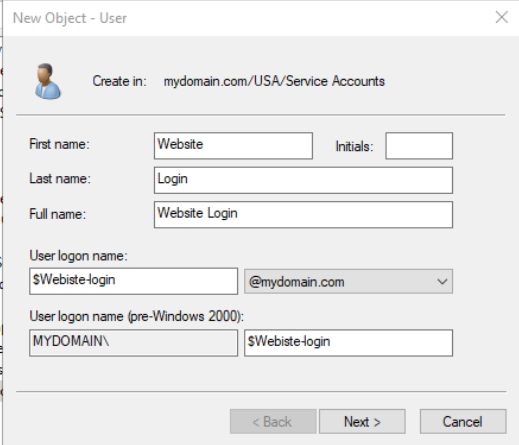 New Object - User
Create in: mydomain.com/USA/Service Accounts
First name: Website Initials:
Last name: Login
Full name: Website Login
User logon name:
$Webiste-login @mydomain.com
User logon name (pre-Windows 2000):
MYDOMAIN\ $Webiste-login
< Back Next > Cancel